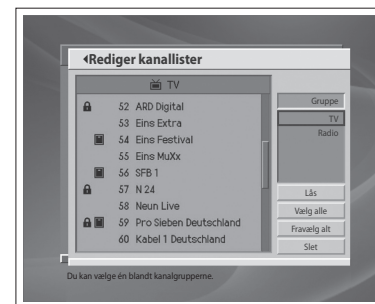 Rediger kanallister
TV
52 ARD Digital
53 Eins Extra
54 Eins Festival
55 Eins MuXx
56 SFB 1
57 N 24
58 Neun Live
59 Pro Sieben Deutschland
60 Kabel 1 Deutschland
Gruppe
TV
Radio
Lås
Vælg alle
Fravælg alt
Slet
Du kan vælge én blandt kanalgrupperne.